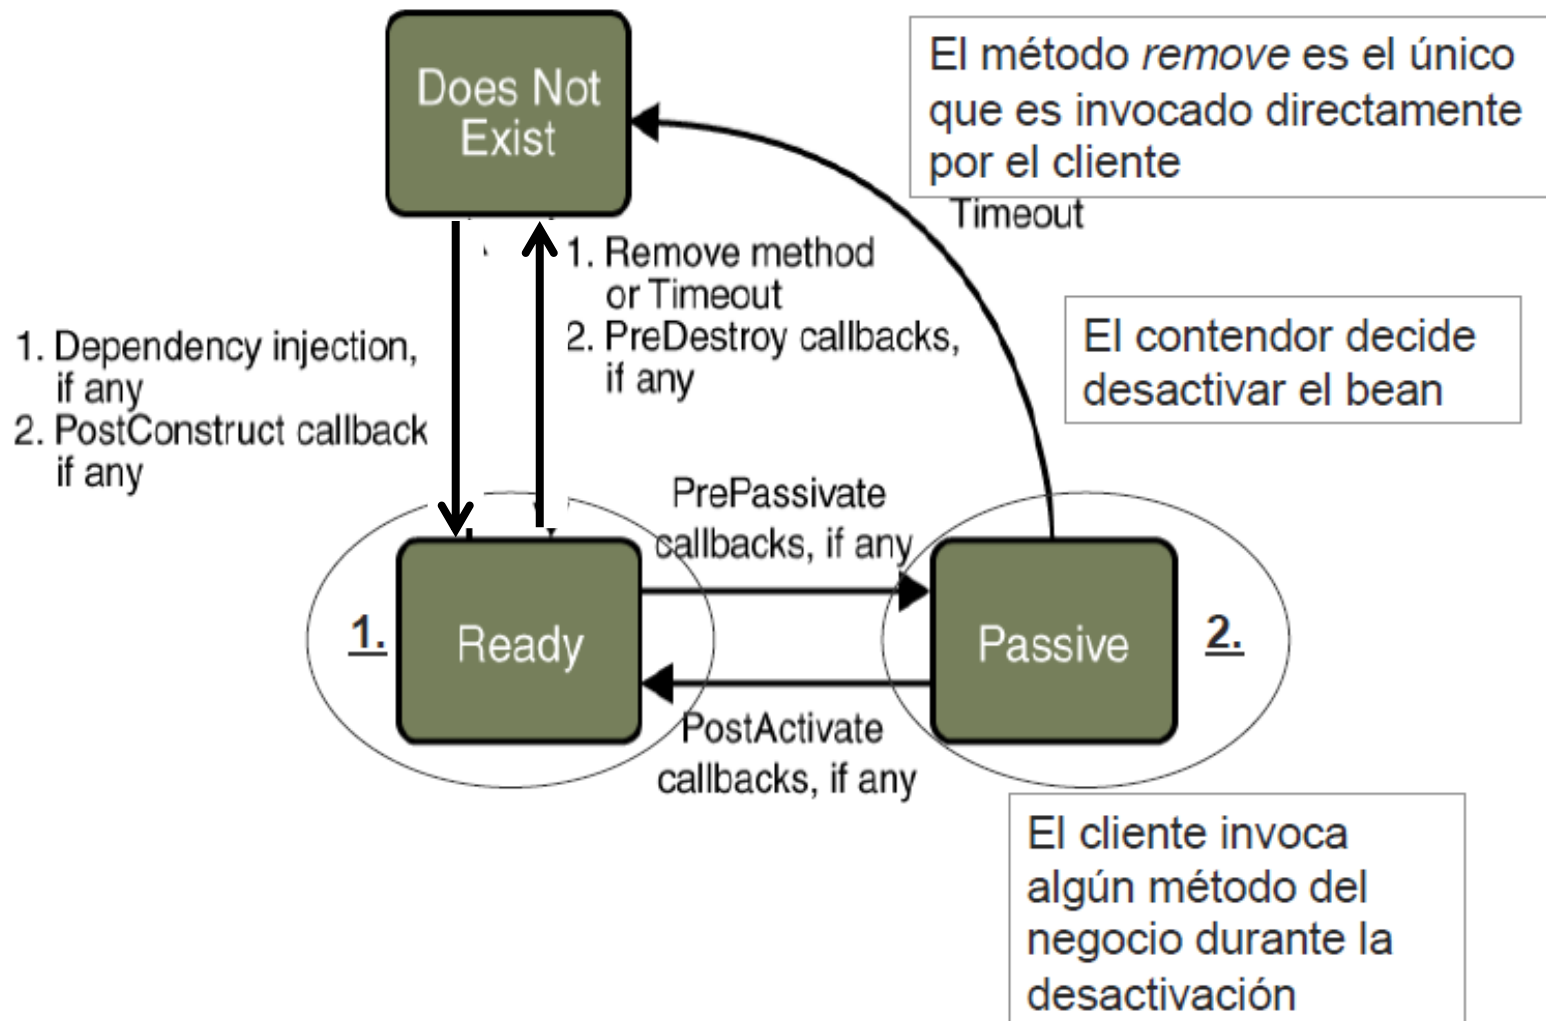 Does Not
Exist
El método remove es el único
que es invocado directamente
por el cliente
Timeout
1. Remove method
or Timeout
2. PreDestroy callbacks,
if any
1. Dependency injection,
if any
2. PostConstruct callback
if any
El contendor decide
desactivar el bean
PrePassivate
callbacks, if any
1.
Ready
Passive
2.
PostActivate
callbacks, if any
El cliente invoca
algún método del
negocio durante la
desactivación